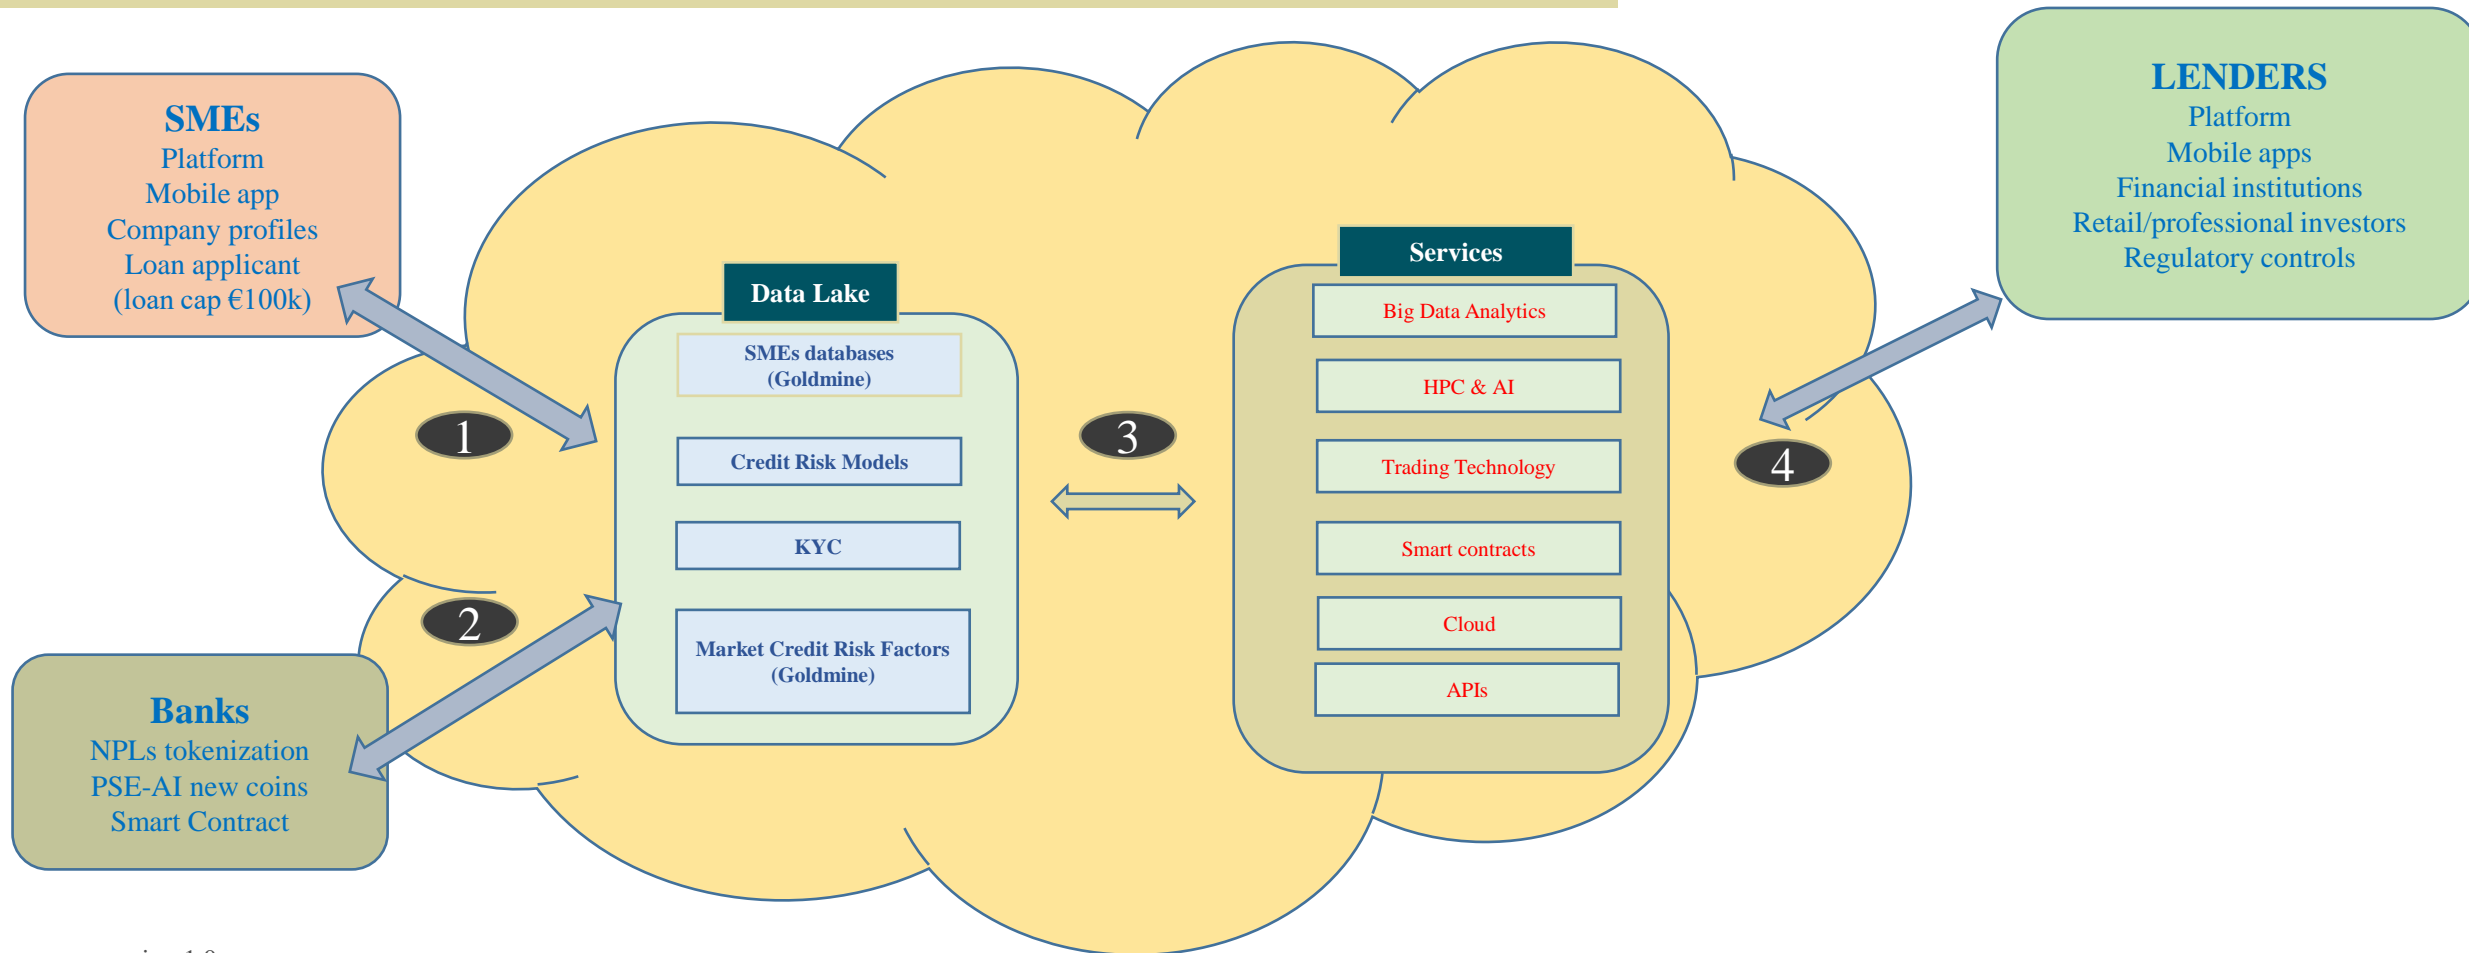 SMEs
Platform
Mobile app
Company profiles
Loan applicant
(loan cap €100k)
LENDERS
Platform
Mobile apps
Financial institutions
Retail/professional investors
Regulatory controls
Data Lake
SMEs databases
(Goldmine)
Credit Risk Models
KYC
Market Credit Risk Factors
(Goldmine)
Services
Big Data Analytics
HPC & AI
Trading Technology
Smart contracts
Cloud
APIs
1
2
3
4
Banks
NPLs tokenization
PSE-AI new coins
Smart Contract